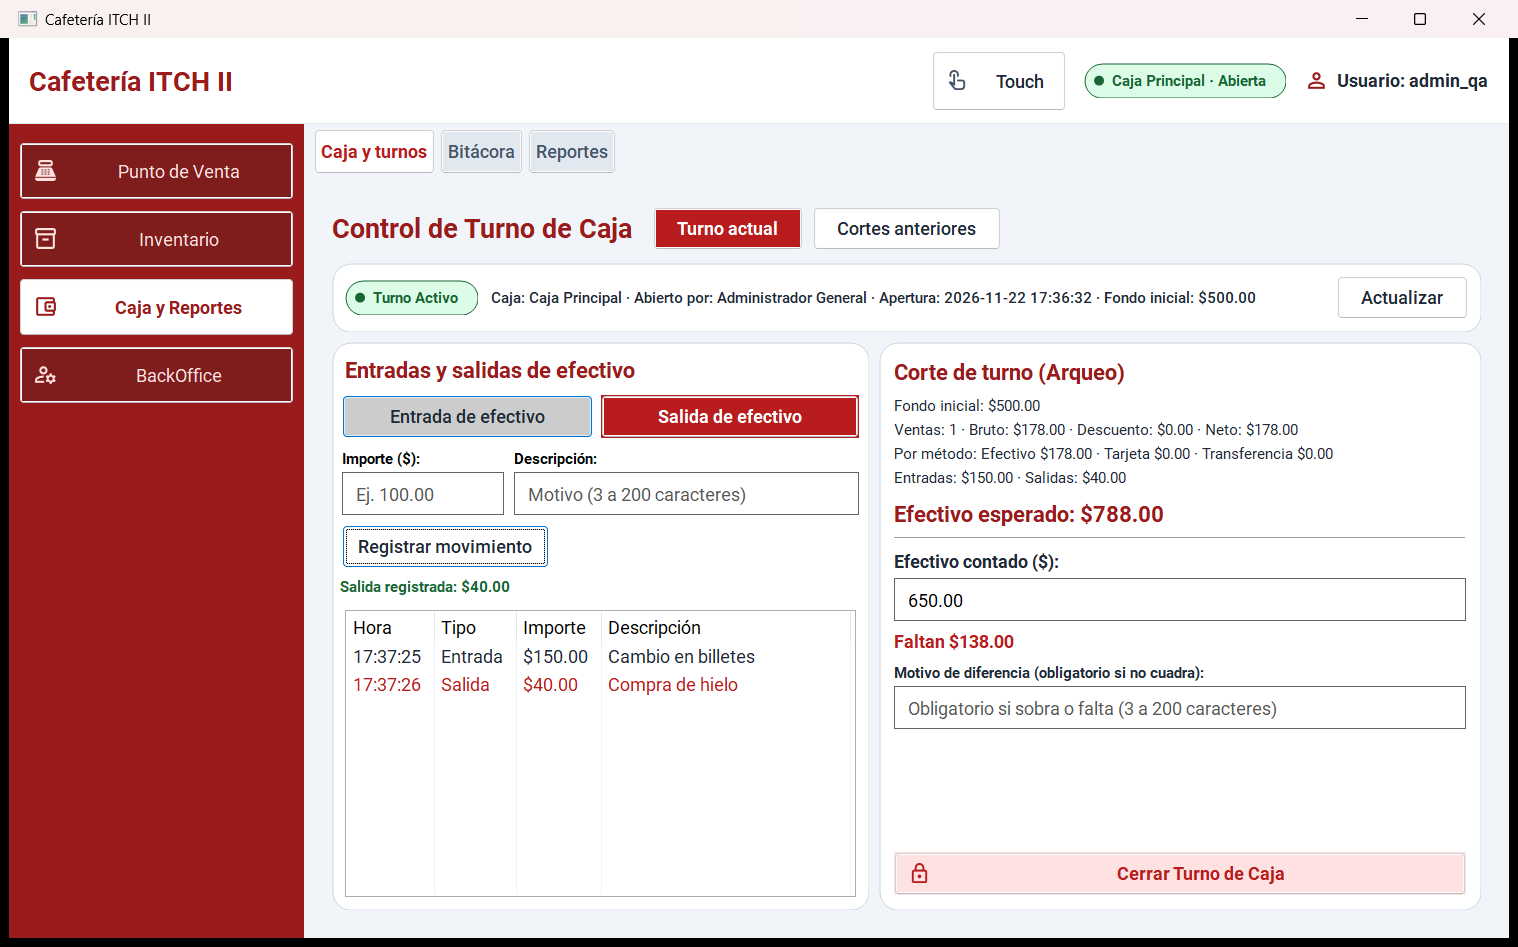 Cafetería ITCH II
Cafetería ITCH II
Touch
Caja Principal · Abierta
Usuario: admin_qa
Punto de Venta
Inventario
Caja y Reportes
BackOffice
Caja y turnos
Bitácora
Reportes
Control de Turno de Caja
Turno actual
Cortes anteriores
Turno Activo
Caja: Caja Principal · Abierto por: Administrador General · Apertura: 2026-11-22 17:36:32 · Fondo inicial: $500.00
Actualizar
Entradas y salidas de efectivo
Entrada de efectivo
Salida de efectivo
Importe ($):
Descripción:
Ej. 100.00
Motivo (3 a 200 caracteres)
Registrar movimiento
Salida registrada: $40.00
Hora Tipo Importe Descripción
17:37:25 Entrada $150.00 Cambio en billetes
17:37:26 Salida $40.00 Compra de hielo
Corte de turno (Arqueo)
Fondo inicial: $500.00
Ventas: 1 · Bruto: $178.00 · Descuento: $0.00 · Neto: $178.00
Por método: Efectivo $178.00 · Tarjeta $0.00 · Transferencia $0.00
Entradas: $150.00 · Salidas: $40.00
Efectivo esperado: $788.00
Efectivo contado ($):
650.00
Faltan $138.00
Motivo de diferencia (obligatorio si no cuadra):
Obligatorio si sobra o falta (3 a 200 caracteres)
Cerrar Turno de Caja